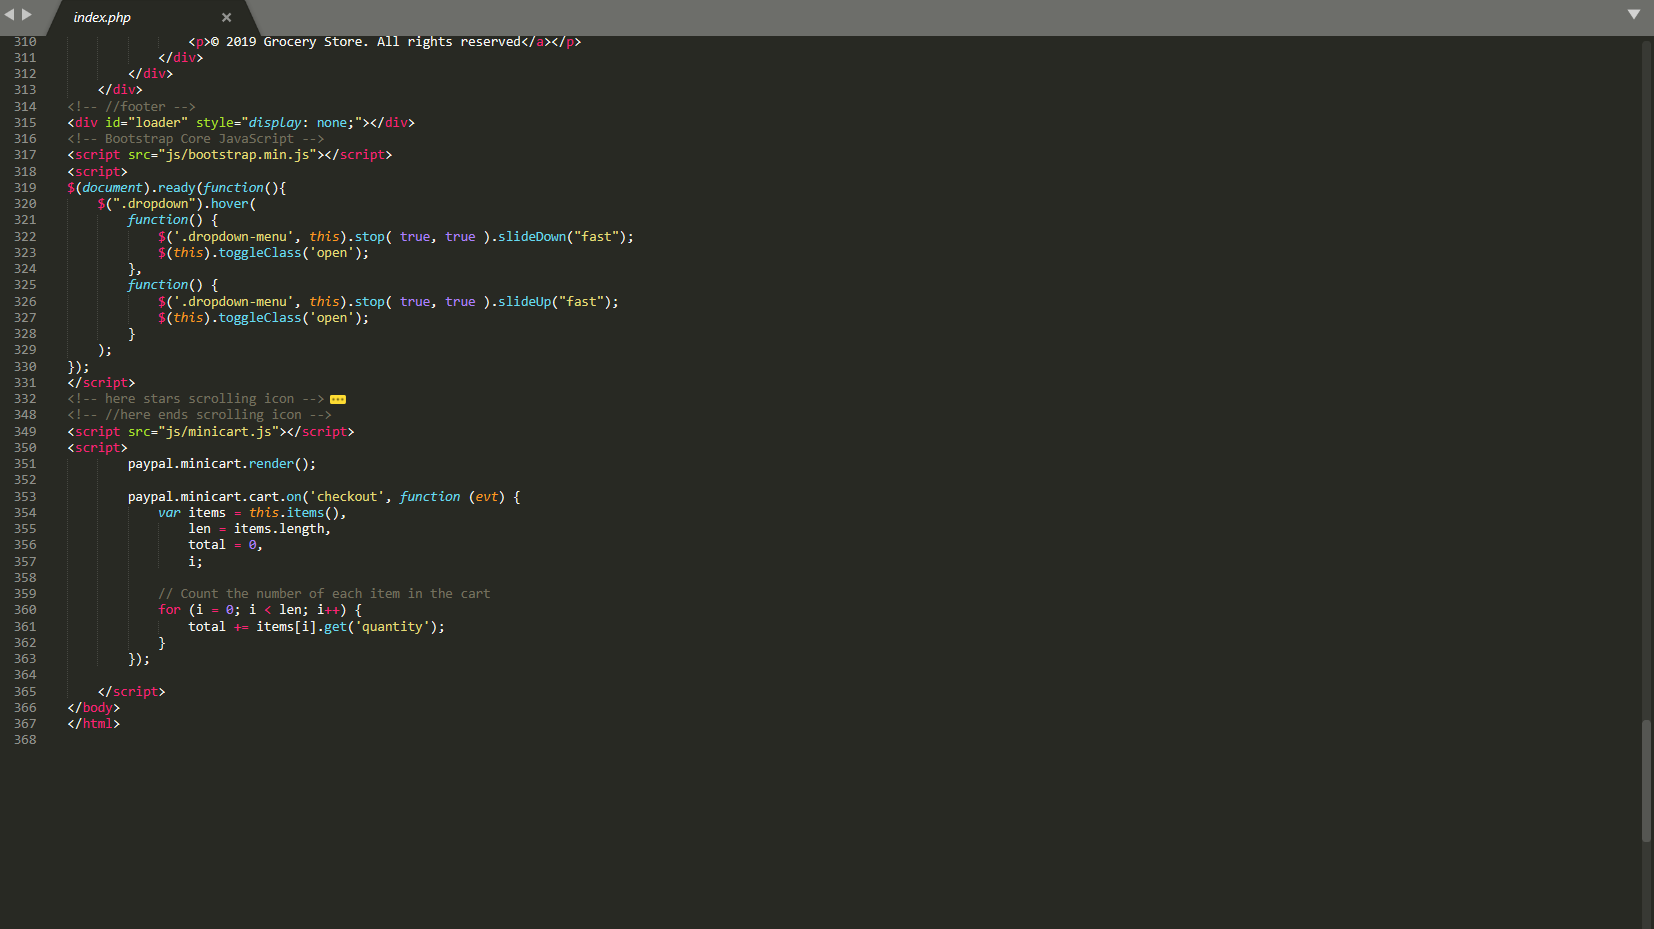 index.php
310 <p>© 2019 Grocery Store. All rights reserved</a></p>
311 </div>
312 </div>
313 </div>
314 <!-- //footer -->
315 <div id="loader" style="display: none;"></div>
316 <!-- Bootstrap Core JavaScript -->
317 <script src="js/bootstrap.min.js"></script>
318 <script>
319 $(document).ready(function(){
320 $(".dropdown").hover(
321 function() {
322 $('.dropdown-menu', this).stop( true, true ).slideDown("fast");
323 $(this).toggleClass('open');
324 },
325 function() {
326 $('.dropdown-menu', this).stop( true, true ).slideUp("fast");
327 $(this).toggleClass('open');
328 }
329 );
330 });
331 </script>
332 <!-- here stars scrolling icon -->
348 <!-- //here ends scrolling icon -->
349 <script src="js/minicart.js"></script>
350 <script>
351 paypal.minicart.render();
352
353 paypal.minicart.cart.on('checkout', function (evt) {
354 var items = this.items(),
355 len = items.length,
356 total = 0,
357 i;
358
359 // Count the number of each item in the cart
360 for (i = 0; i < len; i++) {
361 total += items[i].get('quantity');
362 }
363 });
364
365 </script>
366 </body>
367 </html>
368